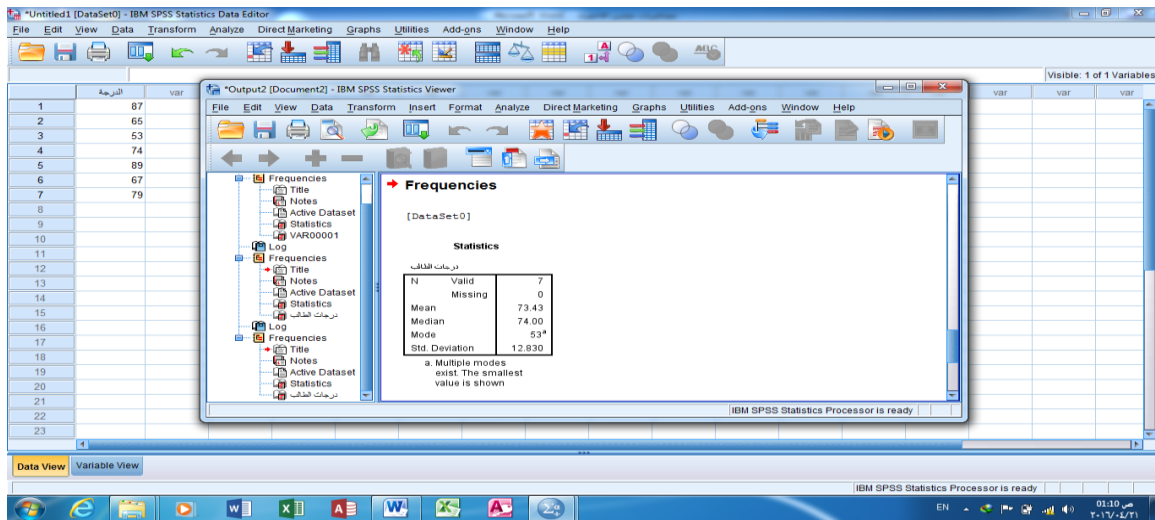 *Untitled1 [DataSet0] - IBM SPSS Statistics Data Editor
File Edit View Data Transform Analyze Direct Marketing Graphs Utilities Add-ons Window Help
Visible: 1 of 1 Variables
الدرجة var var var var
1 87
2 65
3 53
4 74
5 89
6 67
7 79
8
9
10
11
12
13
14
15
16
17
18
19
20
21
22
23
*Output2 [Document2] - IBM SPSS Statistics Viewer
File Edit View Data Transform Insert Format Analyze Direct Marketing Graphs Utilities Add-ons Window Help
Frequencies
Title
Notes
Active Dataset
Statistics
VAR00001
Log
Frequencies
Title
Notes
Active Dataset
Statistics
درجات الطالب
Log
Frequencies
Title
Notes
Active Dataset
Statistics
درجات الطالب
Frequencies
[DataSet0]
Statistics
درجات الطالب
N Valid 7
Missing 0
Mean 73.43
Median 74.00
Mode 53a
Std. Deviation 12.830
a. Multiple modes
exist. The smallest
value is shown
IBM SPSS Statistics Processor is ready
Data View Variable View
IBM SPSS Statistics Processor is ready
EN
01:10 ص
٢٠١٦/٠٤/٢١